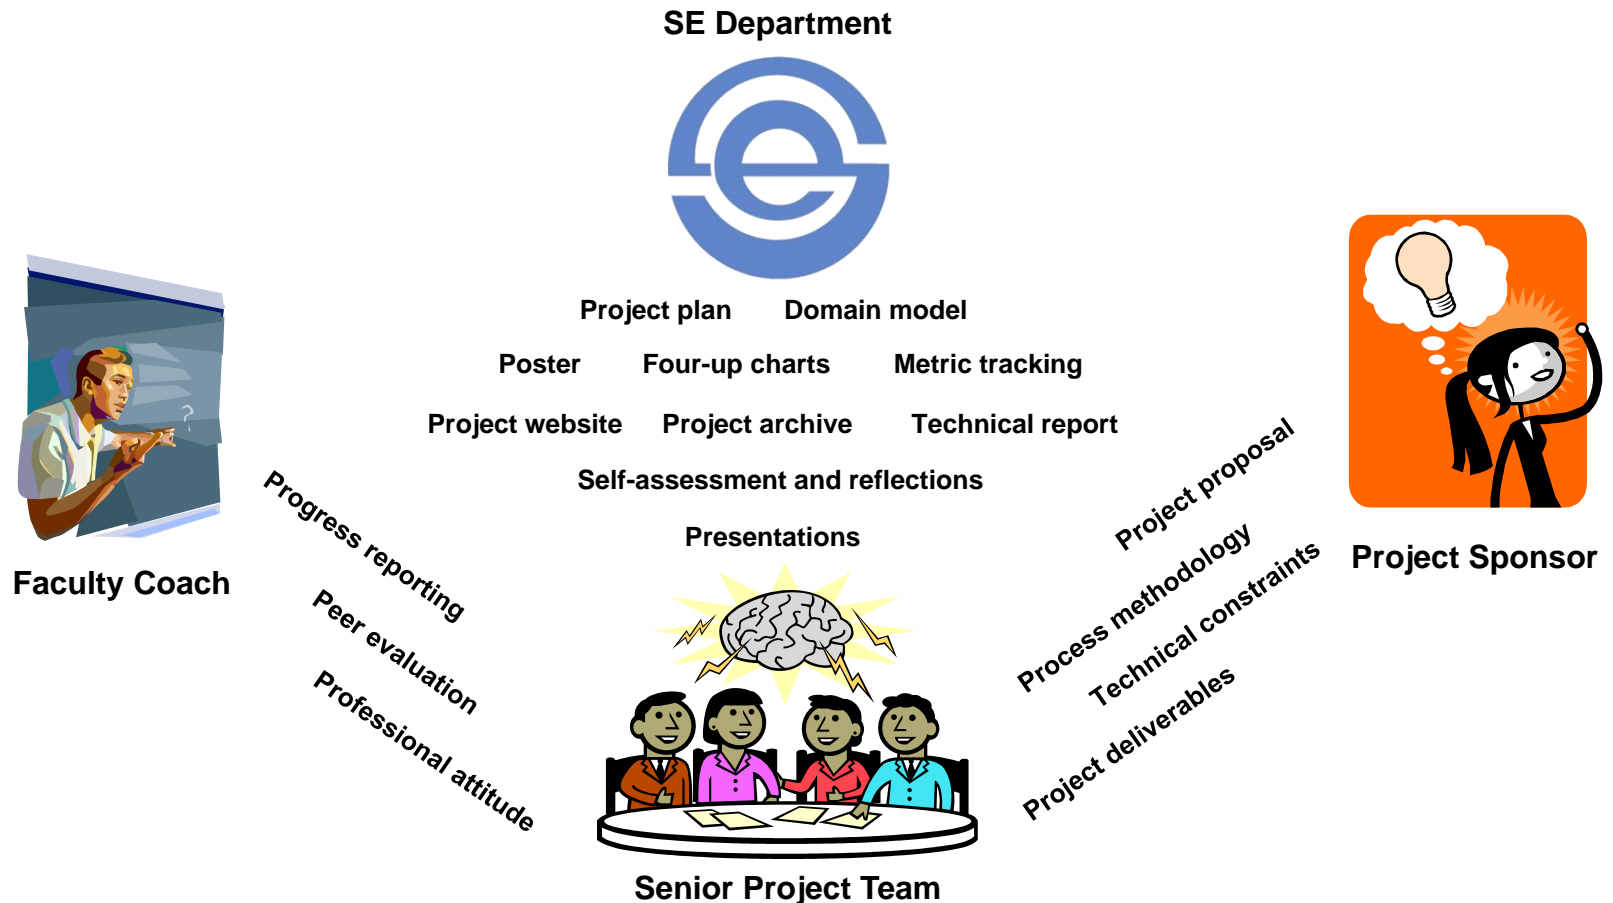 SE Department
Project plan Domain model
Poster Four-up charts Metric tracking
Project website Project archive Technical report
Self-assessment and reflections
Presentations
Faculty Coach
Progress reporting
Peer evaluation
Professional attitude
Project Sponsor
Project proposal
Process methodology
Technical constraints
Project deliverables
Senior Project Team